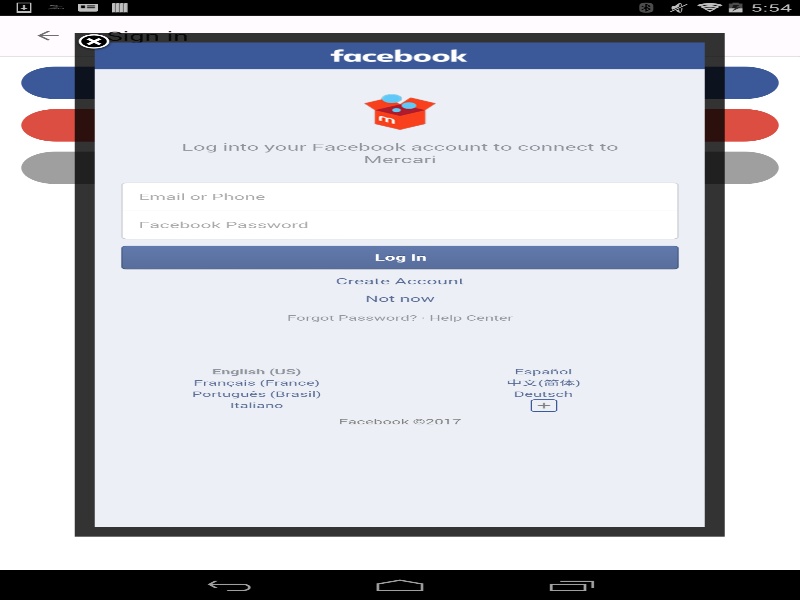 5:54
Sign in
facebook
m
Log into your Facebook account to connect to
Mercari
Email or Phone
Facebook Password
Log In
Create Account
Not now
Forgot Password? · Help Center
English (US)
Français (France)
Português (Brasil)
Italiano
Español
中文(简体)
Deutsch
+
Facebook ©2017